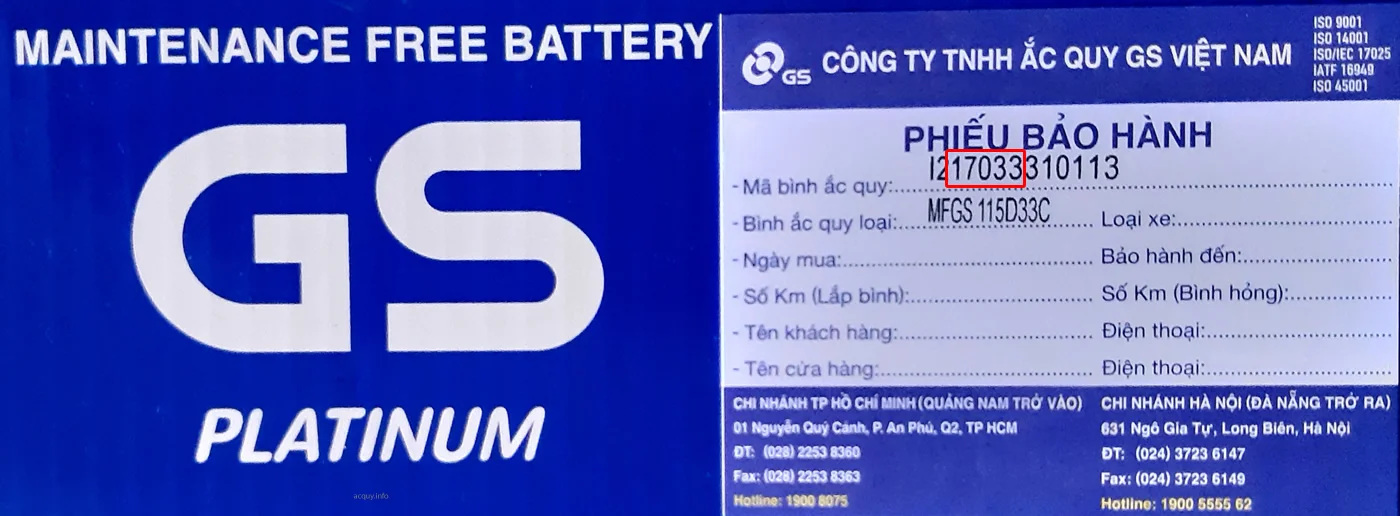 MAINTENANCE FREE BATTERY
GS
PLATINUM
acquy.info
GS
CÔNG TY TNHH ẮC QUY GS VIỆT NAM
ISO 9001
ISO 14001
ISO/IEC 17025
IATF 16949
ISO 45001
PHIẾU BẢO HÀNH
- Mã bình ắc quy: I217033310113
- Bình ắc quy loại: MFGS 115D33C Loại xe:
- Ngày mua: Bảo hành đến:
- Số Km (Lắp bình): Số Km (Bình hỏng):
- Tên khách hàng: Điện thoại:
- Tên cửa hàng: Điện thoại:
CHI NHÁNH TP HỒ CHÍ MINH (QUẢNG NAM TRỞ VÀO)
01 Nguyễn Quý Cảnh, P. An Phú, Q2, TP HCM
ĐT: (028) 2253 8360
Fax: (028) 2253 8363
Hotline: 1900 8075
CHI NHÁNH HÀ NỘI (ĐÀ NẴNG TRỞ RA)
631 Ngô Gia Tự, Long Biên, Hà Nội
ĐT: (024) 3723 6147
Fax: (024) 3723 6149
Hotline: 1900 5555 62